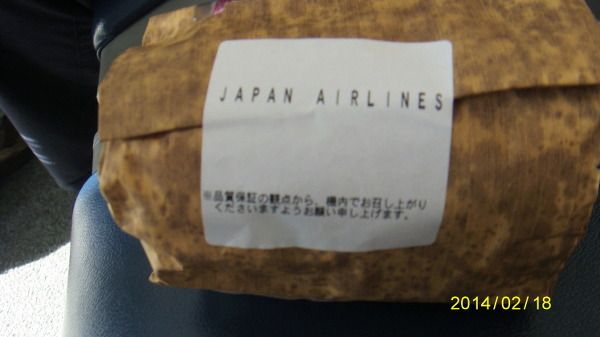 JAPAN AIRLINES
※品質保証の観点から、機内でお召し上がり
くださいますようお願い申し上げます。
2014/02/18